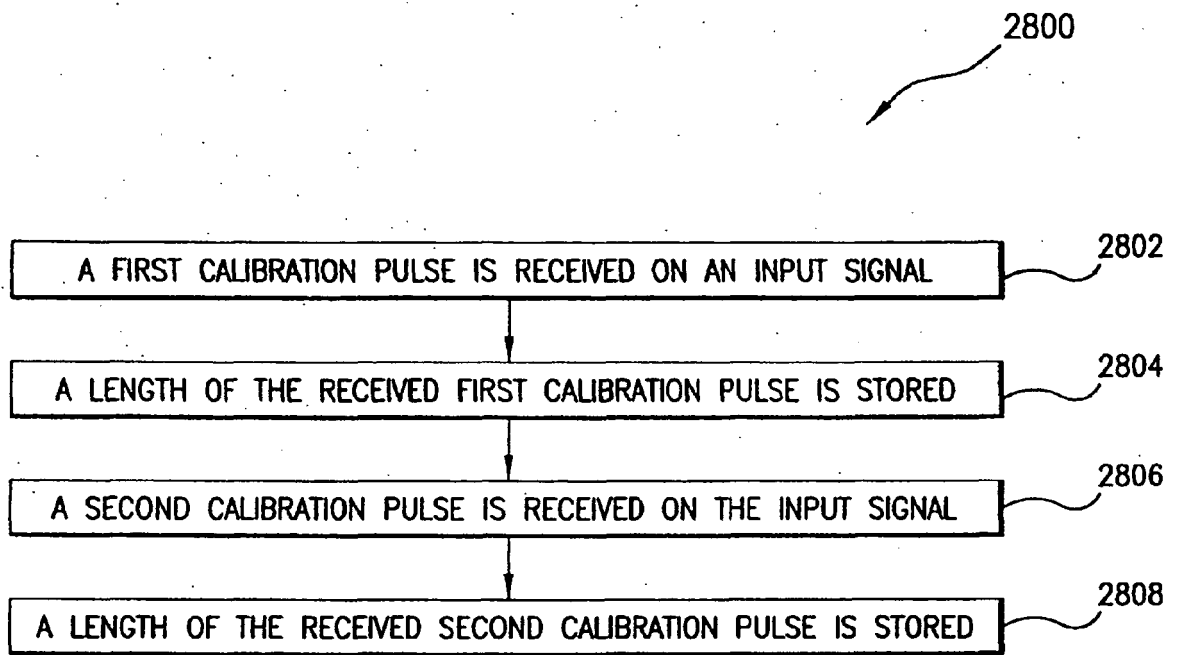 2800
A FIRST CALIBRATION PULSE IS RECEIVED ON AN INPUT SIGNAL
2802
A LENGTH OF THE RECEIVED FIRST CALIBRATION PULSE IS STORED
2804
A SECOND CALIBRATION PULSE IS RECEIVED ON THE INPUT SIGNAL
2806
A LENGTH OF THE RECEIVED SECOND CALIBRATION PULSE IS STORED
2808